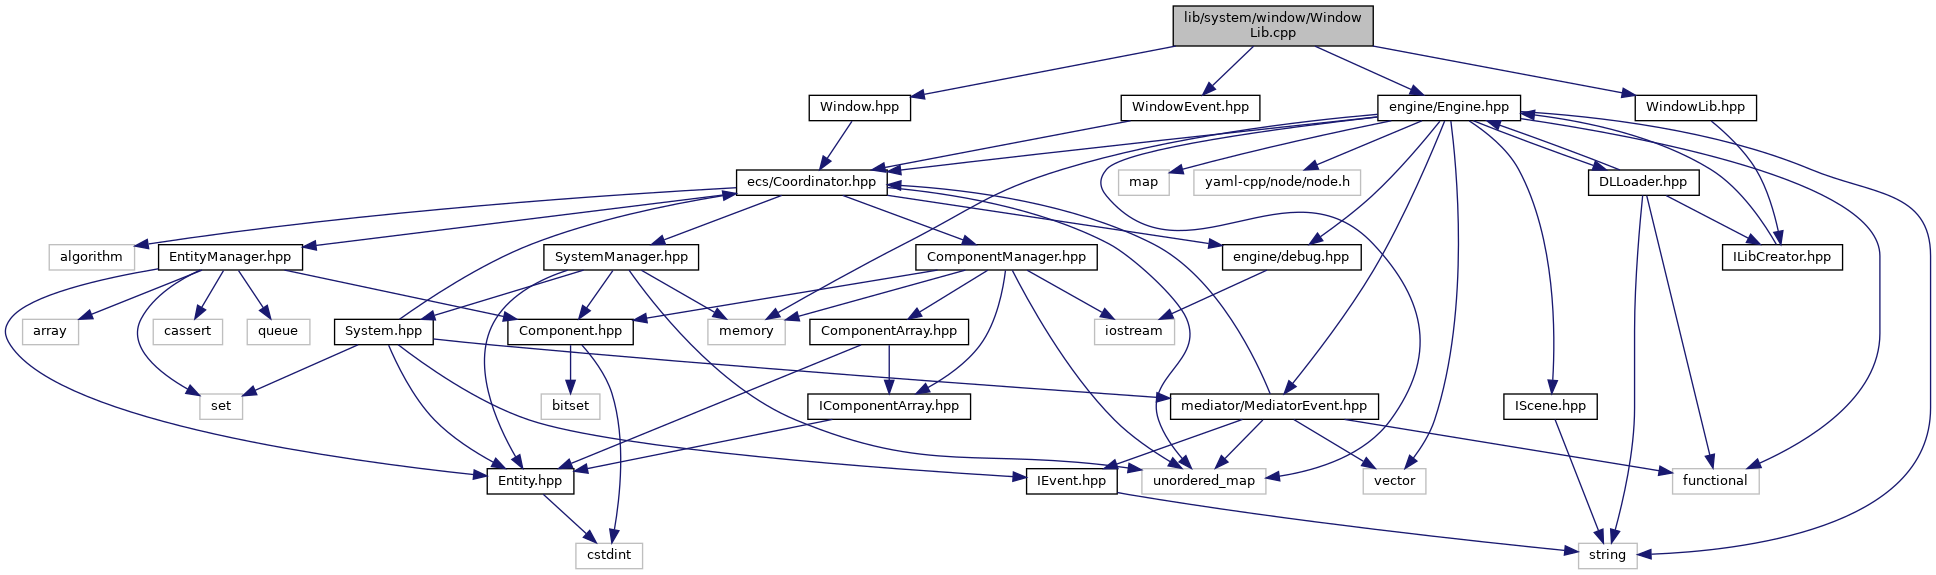 lib/system/window/Window
Lib.cpp
Window.hpp
WindowEvent.hpp
engine/Engine.hpp
WindowLib.hpp
ecs/Coordinator.hpp
map
yaml-cpp/node/node.h
DLLoader.hpp
algorithm
EntityManager.hpp
SystemManager.hpp
ComponentManager.hpp
engine/debug.hpp
ILibCreator.hpp
array
cassert
queue
System.hpp
Component.hpp
memory
ComponentArray.hpp
iostream
set
bitset
IComponentArray.hpp
mediator/MediatorEvent.hpp
IScene.hpp
Entity.hpp
IEvent.hpp
unordered_map
vector
functional
cstdint
string